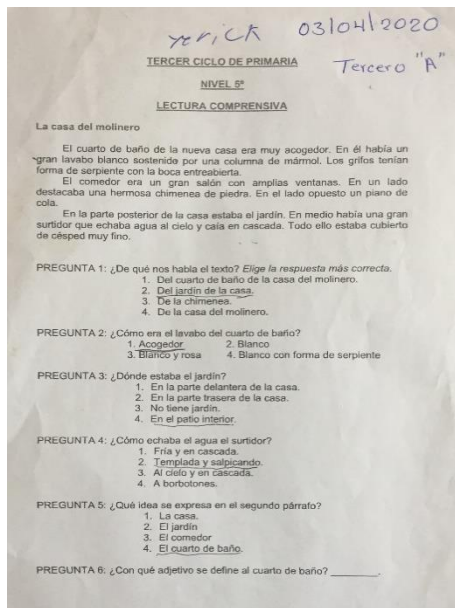 yerick 03/04/2020
TERCER CICLO DE PRIMARIA
Tercero "A"
NIVEL 5º
LECTURA COMPRENSIVA
La casa del molinero
El cuarto de baño de la nueva casa era muy acogedor. En él había un
gran lavabo blanco sostenido por una columna de mármol. Los grifos tenían
forma de serpiente con la boca entreabierta.
El comedor era un gran salón con amplias ventanas. En un lado
destacaba una hermosa chimenea de piedra. En el lado opuesto un piano de
cola.
En la parte posterior de la casa estaba el jardín. En medio había una gran
surtidor que echaba agua al cielo y caía en cascada. Todo ello estaba cubierto
de césped muy fino.
PREGUNTA 1: ¿De qué nos habla el texto? Elige la respuesta más correcta.
1. Del cuarto de baño de la casa del molinero.
2. Del jardín de la casa.
3. De la chimenea.
4. De la casa del molinero.
PREGUNTA 2: ¿Cómo era el lavabo del cuarto de baño?
1. Acogedor 2. Blanco
3. Blanco y rosa 4. Blanco con forma de serpiente
PREGUNTA 3: ¿Dónde estaba el jardín?
1. En la parte delantera de la casa.
2. En la parte trasera de la casa.
3. No tiene jardín.
4. En el patio interior.
PREGUNTA 4: ¿Cómo echaba el agua el surtidor?
1. Fría y en cascada.
2. Templada y salpicando.
3. Al cielo y en cascada.
4. A borbotones.
PREGUNTA 5: ¿Qué idea se expresa en el segundo párrafo?
1. La casa.
2. El jardín
3. El comedor
4. El cuarto de baño.
PREGUNTA 6: ¿Con qué adjetivo se define al cuarto de baño? ________.